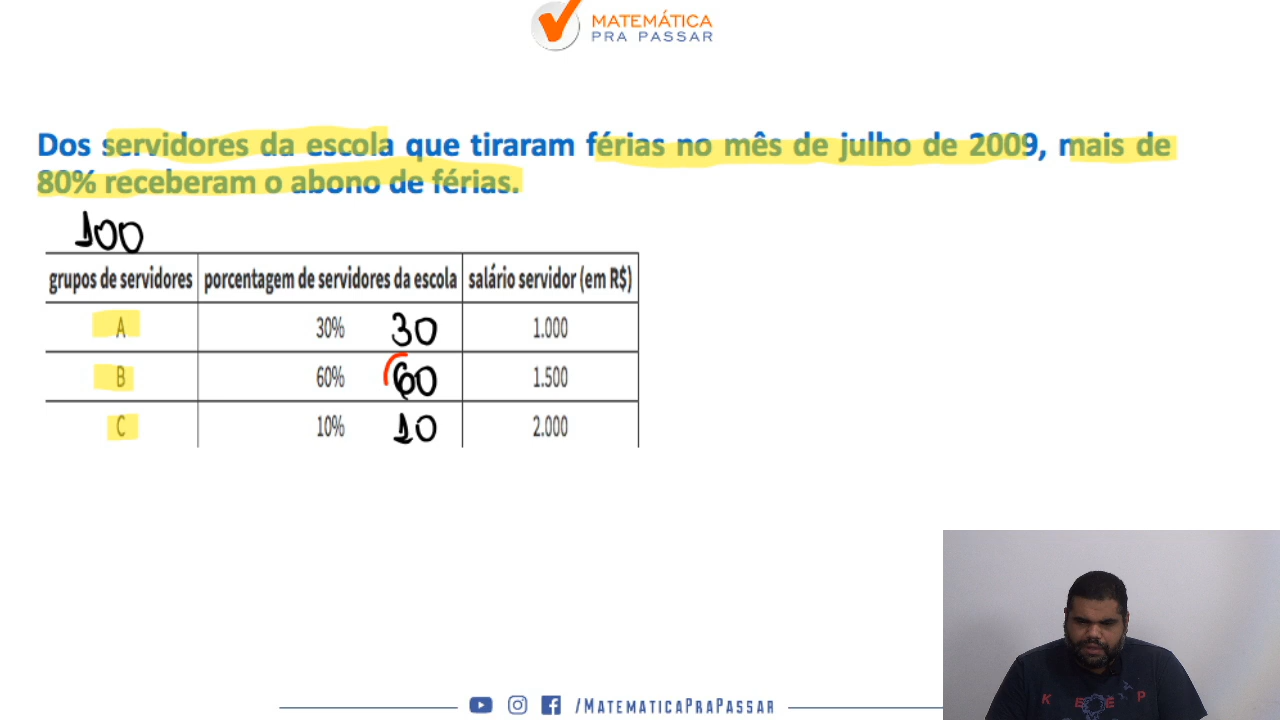 MATEMÁTICA
PRA PASSAR
Dos servidores da escola que tiraram férias no mês de julho de 2009, mais de
80% receberam o abono de férias.
100
grupos de servidores porcentagem de servidores da escola salário servidor (em R$)
A 30% 30 1.000
B 60% 60 1.500
C 10% 10 2.000
K E E P
/MATEMATICAPRAPASSAR